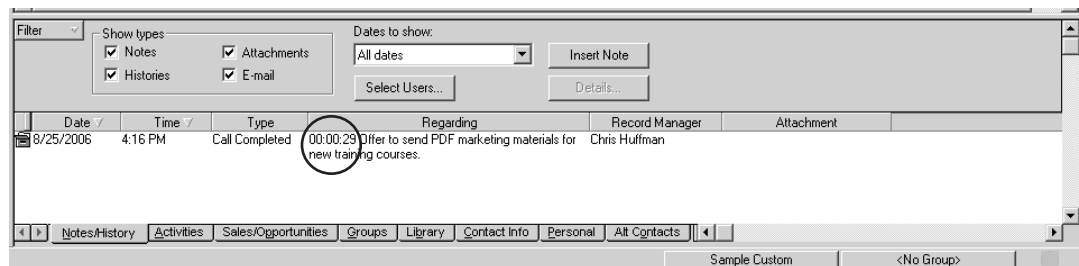 Filter
Show types
Dates to show:
Notes
Attachments
All dates
Insert Note
Histories
E-mail
Select Users...
Details...
Date
Time
Type
Regarding
Record Manager
Attachment
8/25/2006 4:16 PM Call Completed 00:00:29 Offer to send PDF marketing materials for Chris Huffman
new training courses.
Notes/History Activities Sales/Opportunities Groups Library Contact Info Personal Alt Contacts
Sample Custom <No Group>